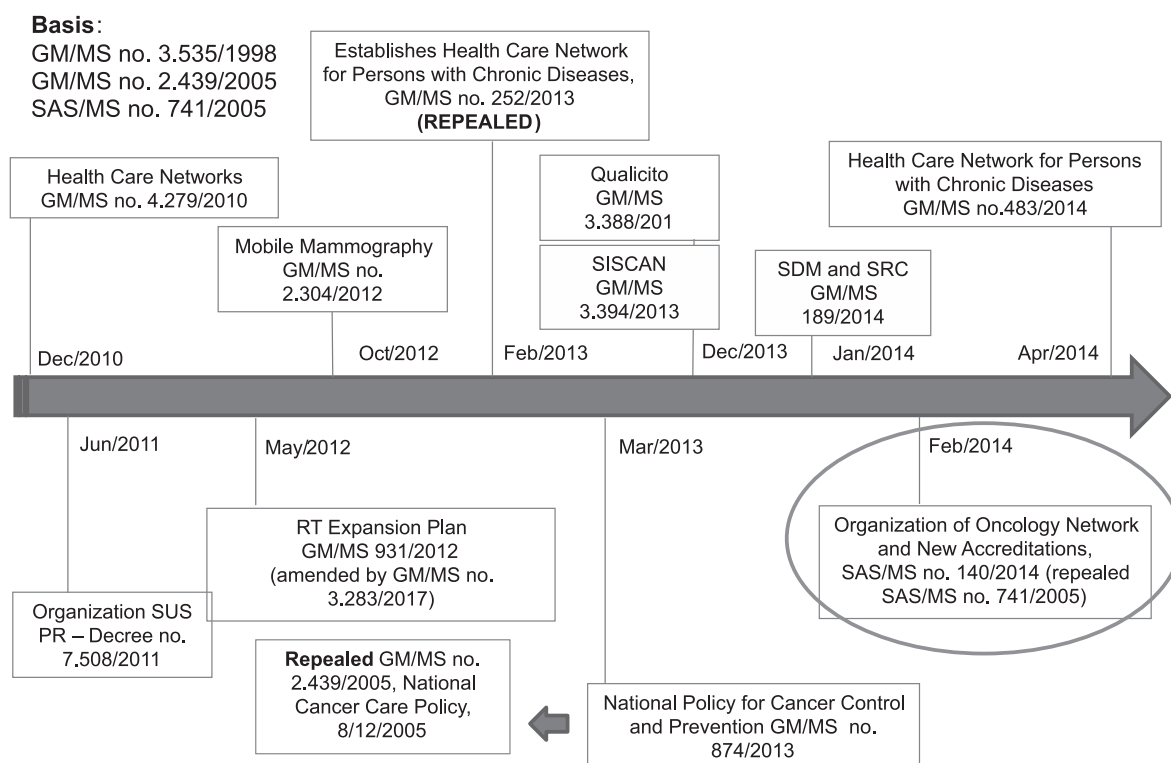 Basis:
GM/MS no. 3.535/1998
GM/MS no. 2.439/2005
SAS/MS no. 741/2005
Establishes Health Care Network
for Persons with Chronic Diseases,
GM/MS no. 252/2013
(REPEALED)
Health Care Networks
GM/MS no. 4.279/2010
Mobile Mammography
GM/MS no.
2.304/2012
Qualicito
GM/MS
3.388/201
SISCAN
GM/MS
3.394/2013
SDM and SRC
GM/MS
189/2014
Health Care Network for Persons
with Chronic Diseases
GM/MS no.483/2014
Dec/2010
Oct/2012
Feb/2013
Dec/2013
Jan/2014
Apr/2014
Jun/2011
May/2012
Mar/2013
Feb/2014
Organization SUS
PR – Decree no.
7.508/2011
RT Expansion Plan
GM/MS 931/2012
(amended by GM/MS no.
3.283/2017)
Repealed GM/MS no.
2.439/2005, National
Cancer Care Policy,
8/12/2005
National Policy for Cancer Control
and Prevention GM/MS no.
874/2013
Organization of Oncology Network
and New Accreditations,
SAS/MS no. 140/2014 (repealed
SAS/MS no. 741/2005)